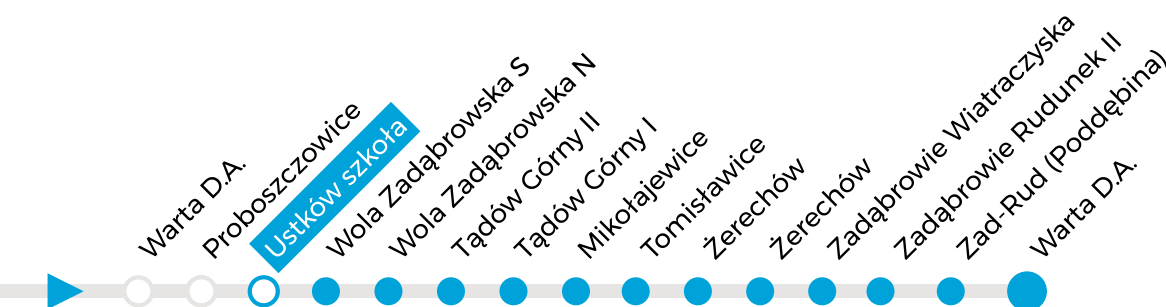 Warta D.A.
Proboszczowice
Ustków szkoła
Wola Zadąbrowska S
Wola Zadąbrowska N
Tądów Górny II
Tądów Górny I
Mikołajewice
Tomisławice
Żerechów
Żerechów
Zadąbrowie Wiatraczyska
Zadąbrowie Rudunek II
Zad-Rud (Poddębina)
Warta D.A.